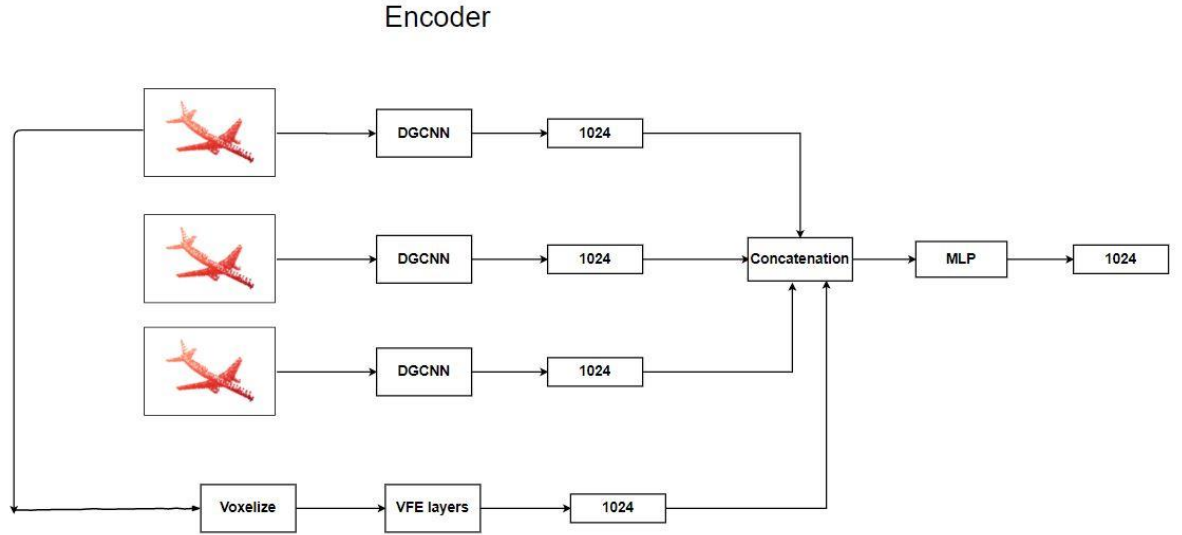 Encoder
DGCNN
1024
DGCNN
1024
Concatenation
MLP
1024
DGCNN
1024
Voxelize
VFE layers
1024